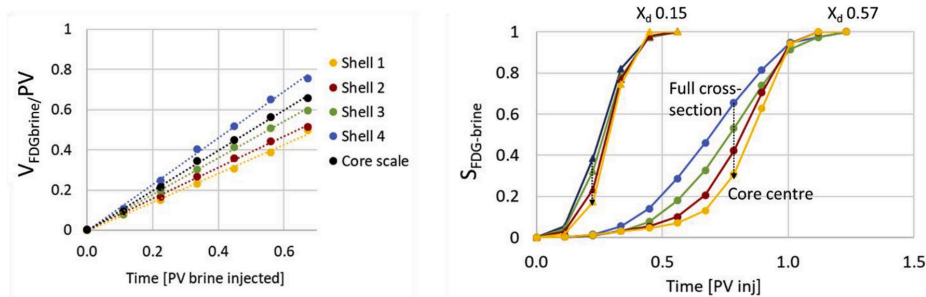 V_FDGbrine/PV
1
0.8
0.6
0.4
0.2
0
0.0
0.2
0.4
0.6
Time [PV brine injected]
Shell 1
Shell 2
Shell 3
Shell 4
Core scale
X_d 0.15
X_d 0.57
S_FDG-brine
1
0.8
0.6
0.4
0.2
0
Full cross-
section
Core centre
0.0
0.5
1.0
1.5
Time [PV inj]